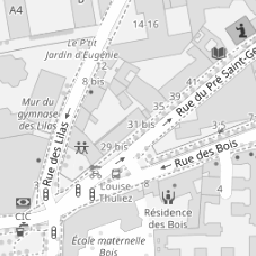 A4
14-16
Le P'tit
Jardin d'Eugénie
12
8 bis
Mur du
gymnase
des Lilas
Rue des Lilas
35
31 bis
29 bis
Rue du Pré Saint-Ge
Rue des Bois
Louise
Thuliez
CIC
Résidence
des Bois
École maternelle
Bois